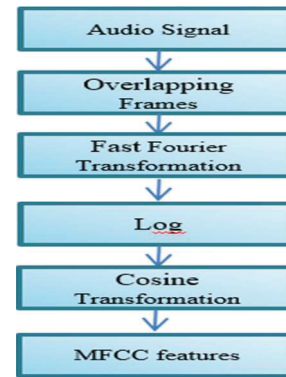 Audio Signal
Overlapping
Frames
Fast Fourier
Transformation
Log
Cosine
Transformation
MFCC features